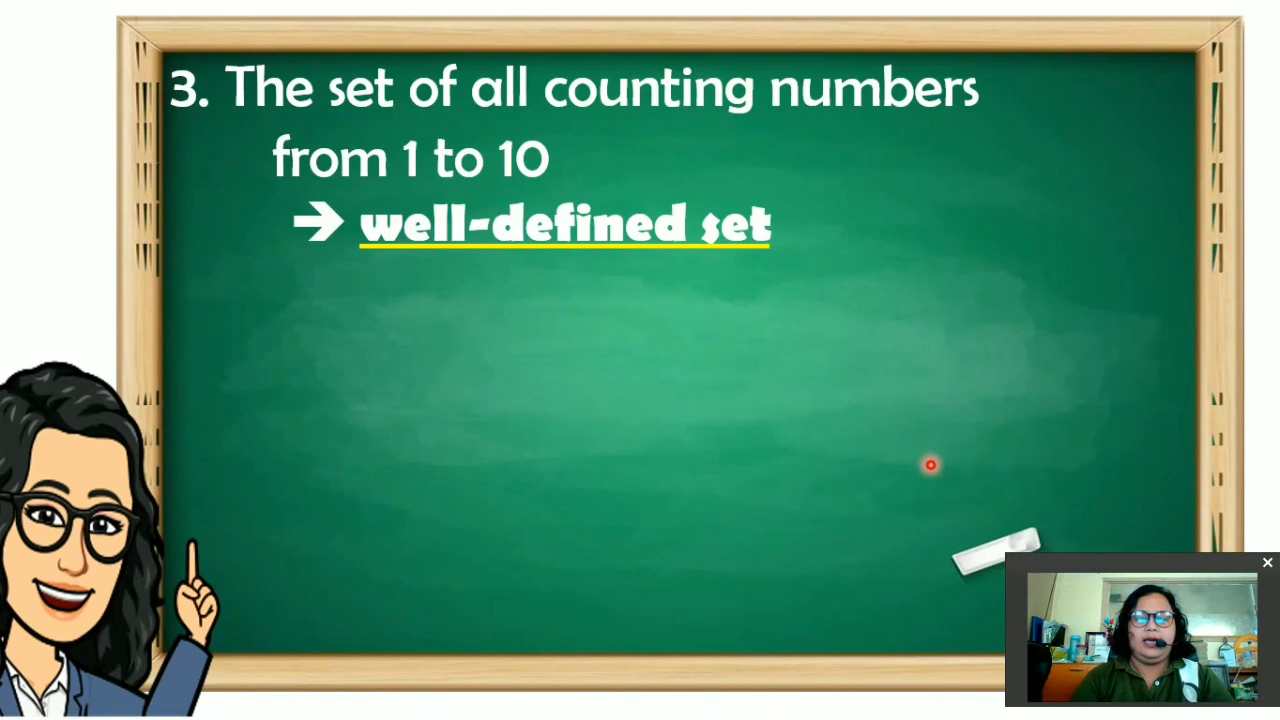 3. The set of all counting numbers
from 1 to 10
→ well-defined set